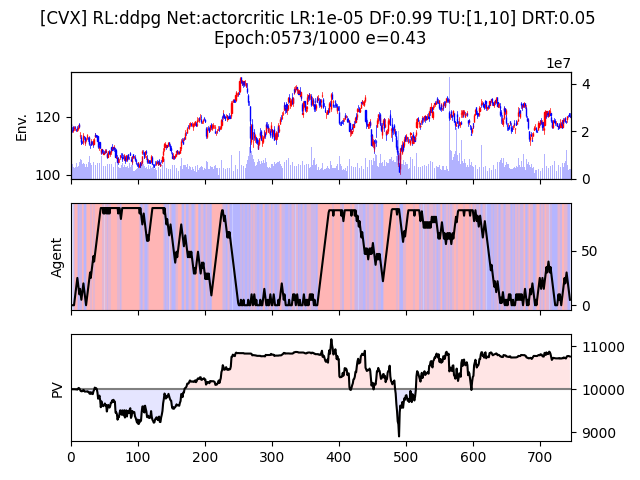 [CVX] RL:ddpg Net:actorcritic LR:1e-05 DF:0.99 TU:[1,10] DRT:0.05
Epoch:0573/1000 e=0.43
1e7
Env.
120
100
4
2
0
Agent
50
0
PV
11000
10000
9000
0 100 200 300 400 500 600 700